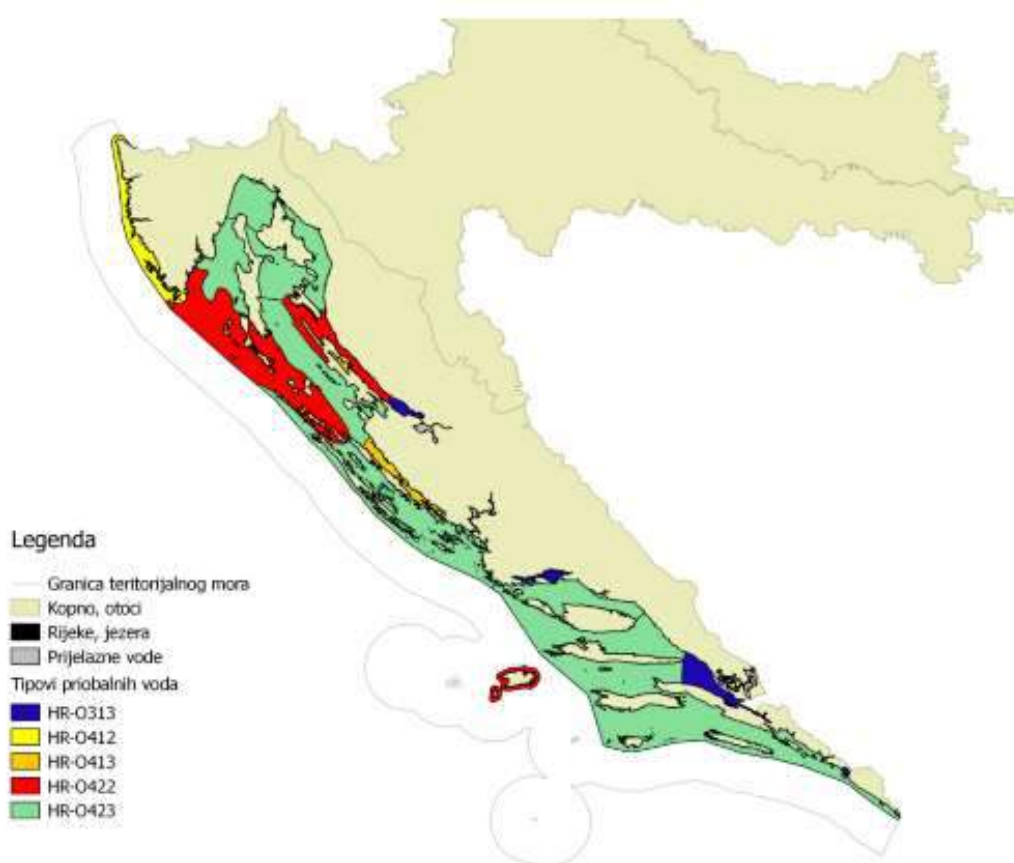 Legenda
Granica teritorijalnog mora
Kopno, otoci
Rijeke, jezera
Prijelazne vode
Tipovi priobalnih voda
HR-O313
HR-O412
HR-O413
HR-O422
HR-O423